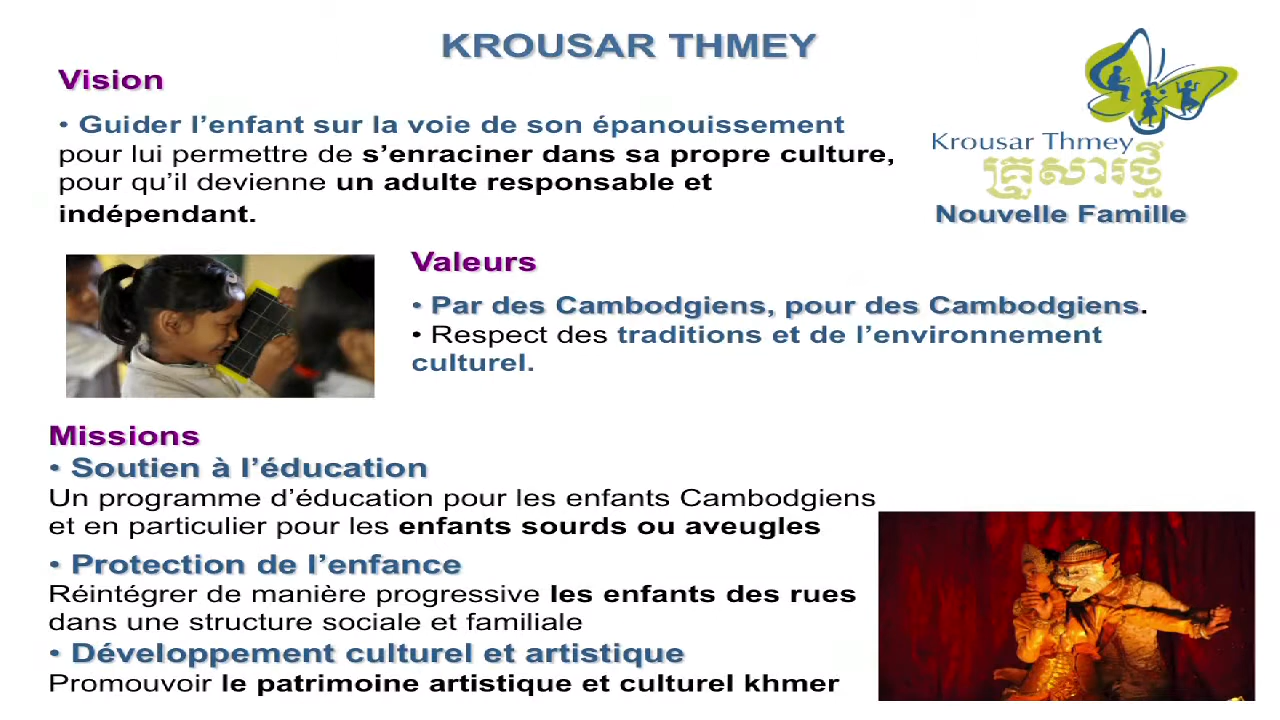 KROUSAR THMEY
Vision
• Guider l’enfant sur la voie de son épanouissement
pour lui permettre de s’enraciner dans sa propre culture,
pour qu’il devienne un adulte responsable et
indépendant.
Krousar Thmey
គ្រួសារថ្មី
Nouvelle Famille
Valeurs
• Par des Cambodgiens, pour des Cambodgiens.
• Respect des traditions et de l’environnement
culturel.
Missions
• Soutien à l’éducation
Un programme d’éducation pour les enfants Cambodgiens
et en particulier pour les enfants sourds ou aveugles
• Protection de l’enfance
Réintégrer de manière progressive les enfants des rues
dans une structure sociale et familiale
• Développement culturel et artistique
Promouvoir le patrimoine artistique et culturel khmer